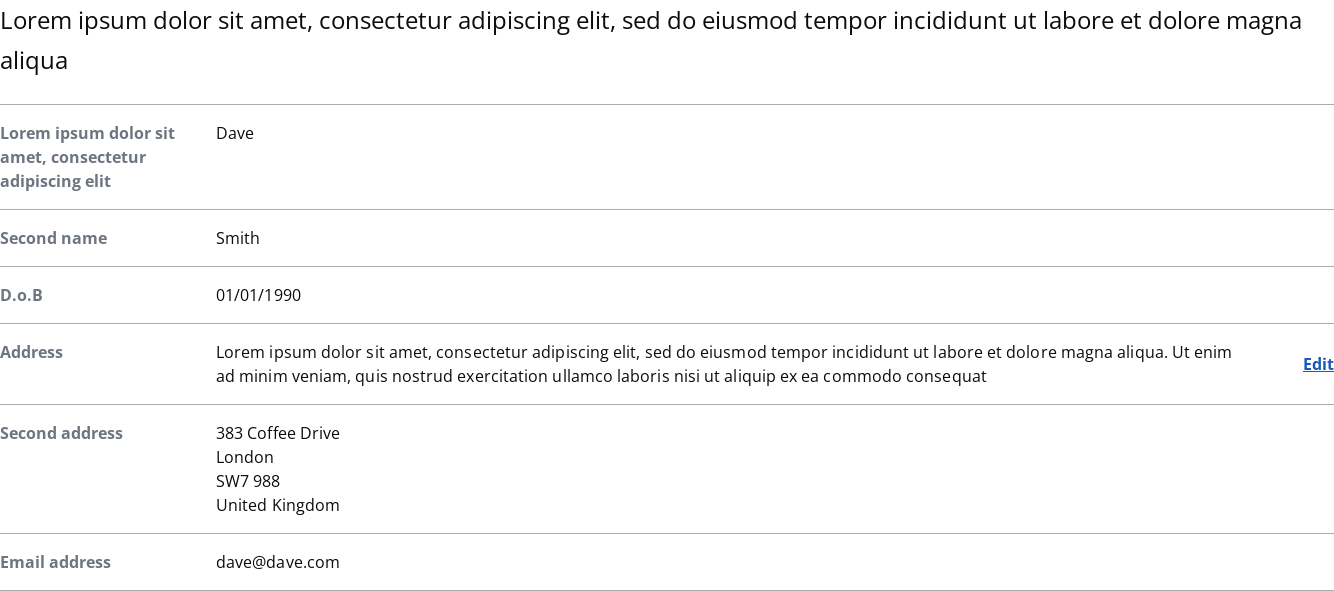 Lorem ipsum dolor sit amet, consectetur adipiscing elit, sed do eiusmod tempor incididunt ut labore et dolore magna
aliqua
Lorem ipsum dolor sit
amet, consectetur
adipiscing elit
Dave
Second name
Smith
D.o.B
01/01/1990
Address
Lorem ipsum dolor sit amet, consectetur adipiscing elit, sed do eiusmod tempor incididunt ut labore et dolore magna aliqua. Ut enim
ad minim veniam, quis nostrud exercitation ullamco laboris nisi ut aliquip ex ea commodo consequat
Edit
Second address
383 Coffee Drive
London
SW7 988
United Kingdom
Email address
dave@dave.com